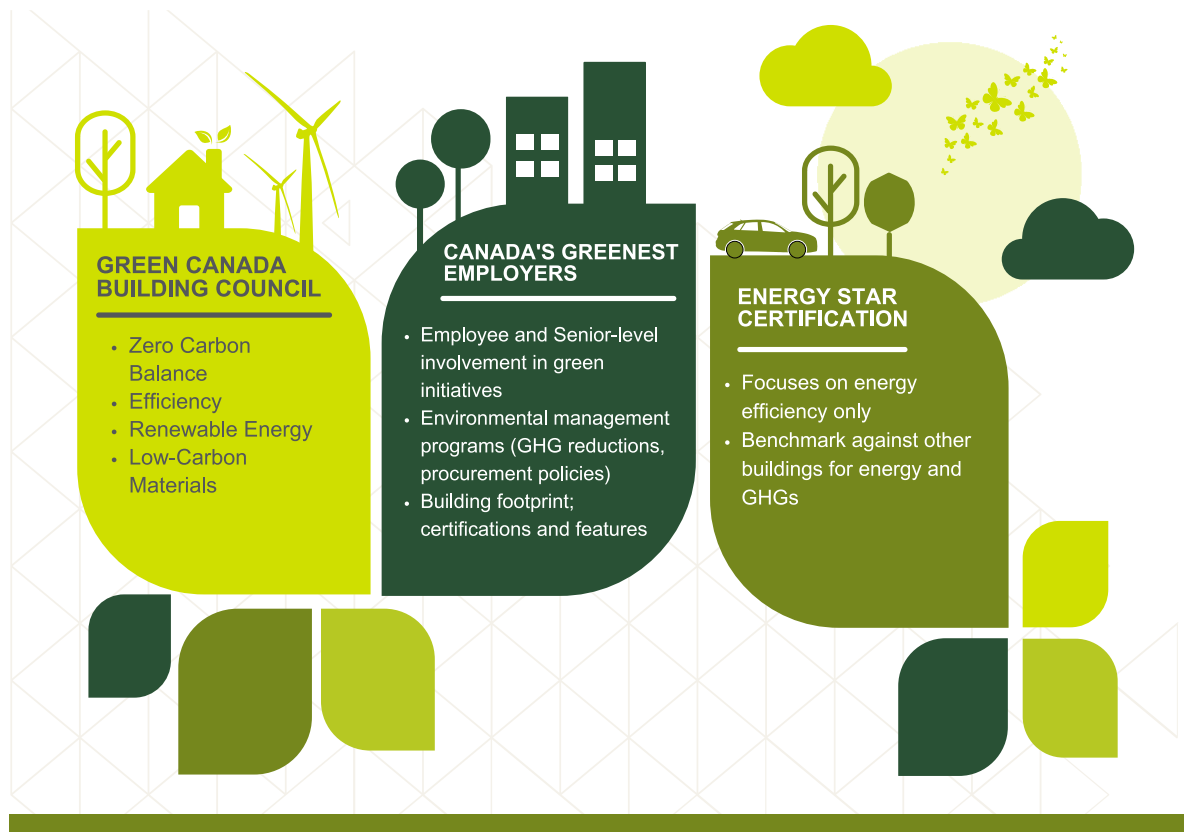 GREEN CANADA
BUILDING COUNCIL
• Zero Carbon
Balance
• Efficiency
• Renewable Energy
• Low-Carbon
Materials
CANADA'S GREENEST
EMPLOYERS
• Employee and Senior-level
involvement in green
initiatives
• Environmental management
programs (GHG reductions,
procurement policies)
• Building footprint;
certifications and features
ENERGY STAR
CERTIFICATION
• Focuses on energy
efficiency only
• Benchmark against other
buildings for energy and
GHGs